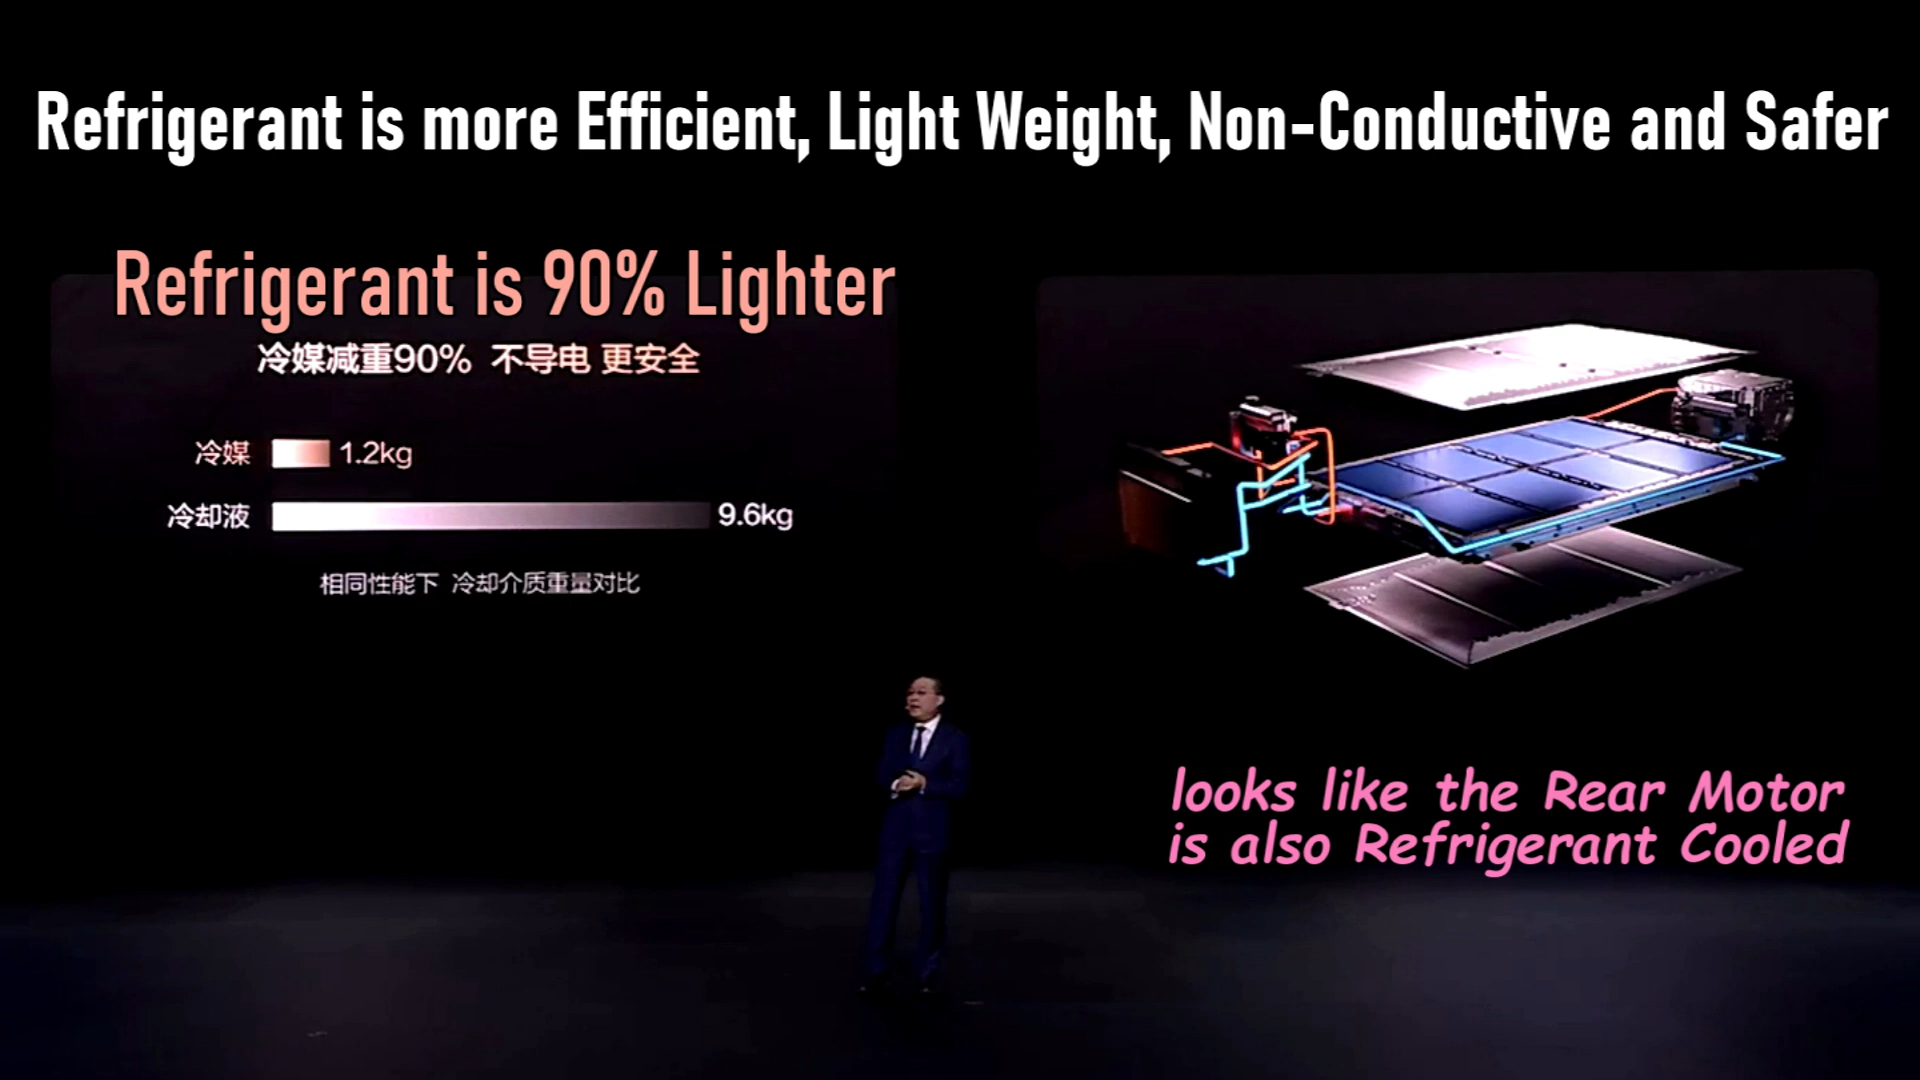 Refrigerant is more Efficient, Light Weight, Non-Conductive and Safer
Refrigerant is 90% Lighter
冷媒减重90% 不导电 更安全
冷媒 1.2kg
冷却液 9.6kg
相同性能下 冷却介质重量对比
looks like the Rear Motor
is also Refrigerant Cooled